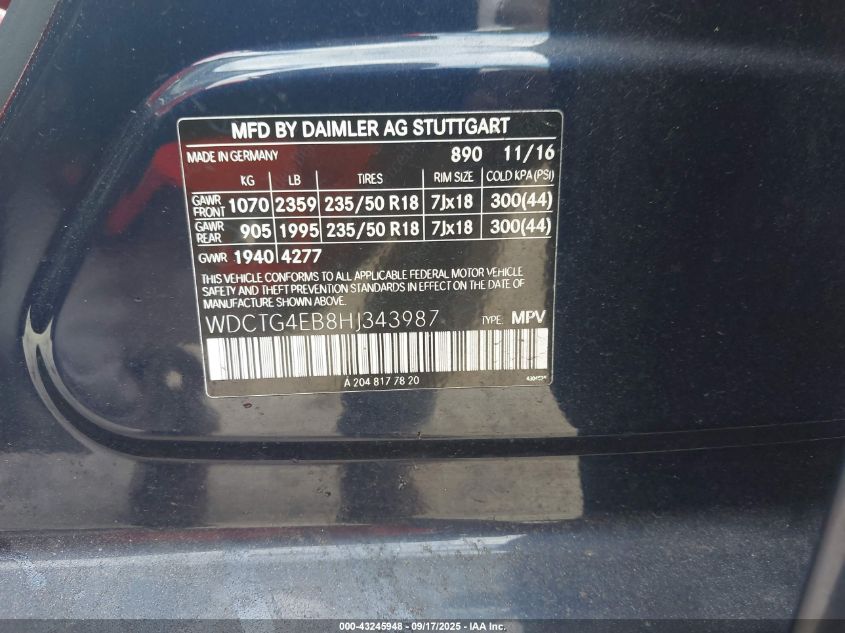 MFD BY DAIMLER AG STUTTGART
MADE IN GERMANY 890 11/16
KG LB TIRES RIM SIZE COLD KPA (PSI)
GAWR FRONT 1070 2359 235/50 R18 7Jx18 300(44)
GAWR REAR 905 1995 235/50 R18 7Jx18 300(44)
GVWR 1940 4277
THIS VEHICLE CONFORMS TO ALL APPLICABLE FEDERAL MOTOR VEHICLE
SAFETY AND THEFT PREVENTION STANDARDS IN EFFECT ON THE DATE OF
MANUFACTURE SHOWN ABOVE.
WDCTG4EB8HJ343987 TYPE: MPV
A 204 817 78 20
000-43245948 - 09/17/2025 - IAA Inc.